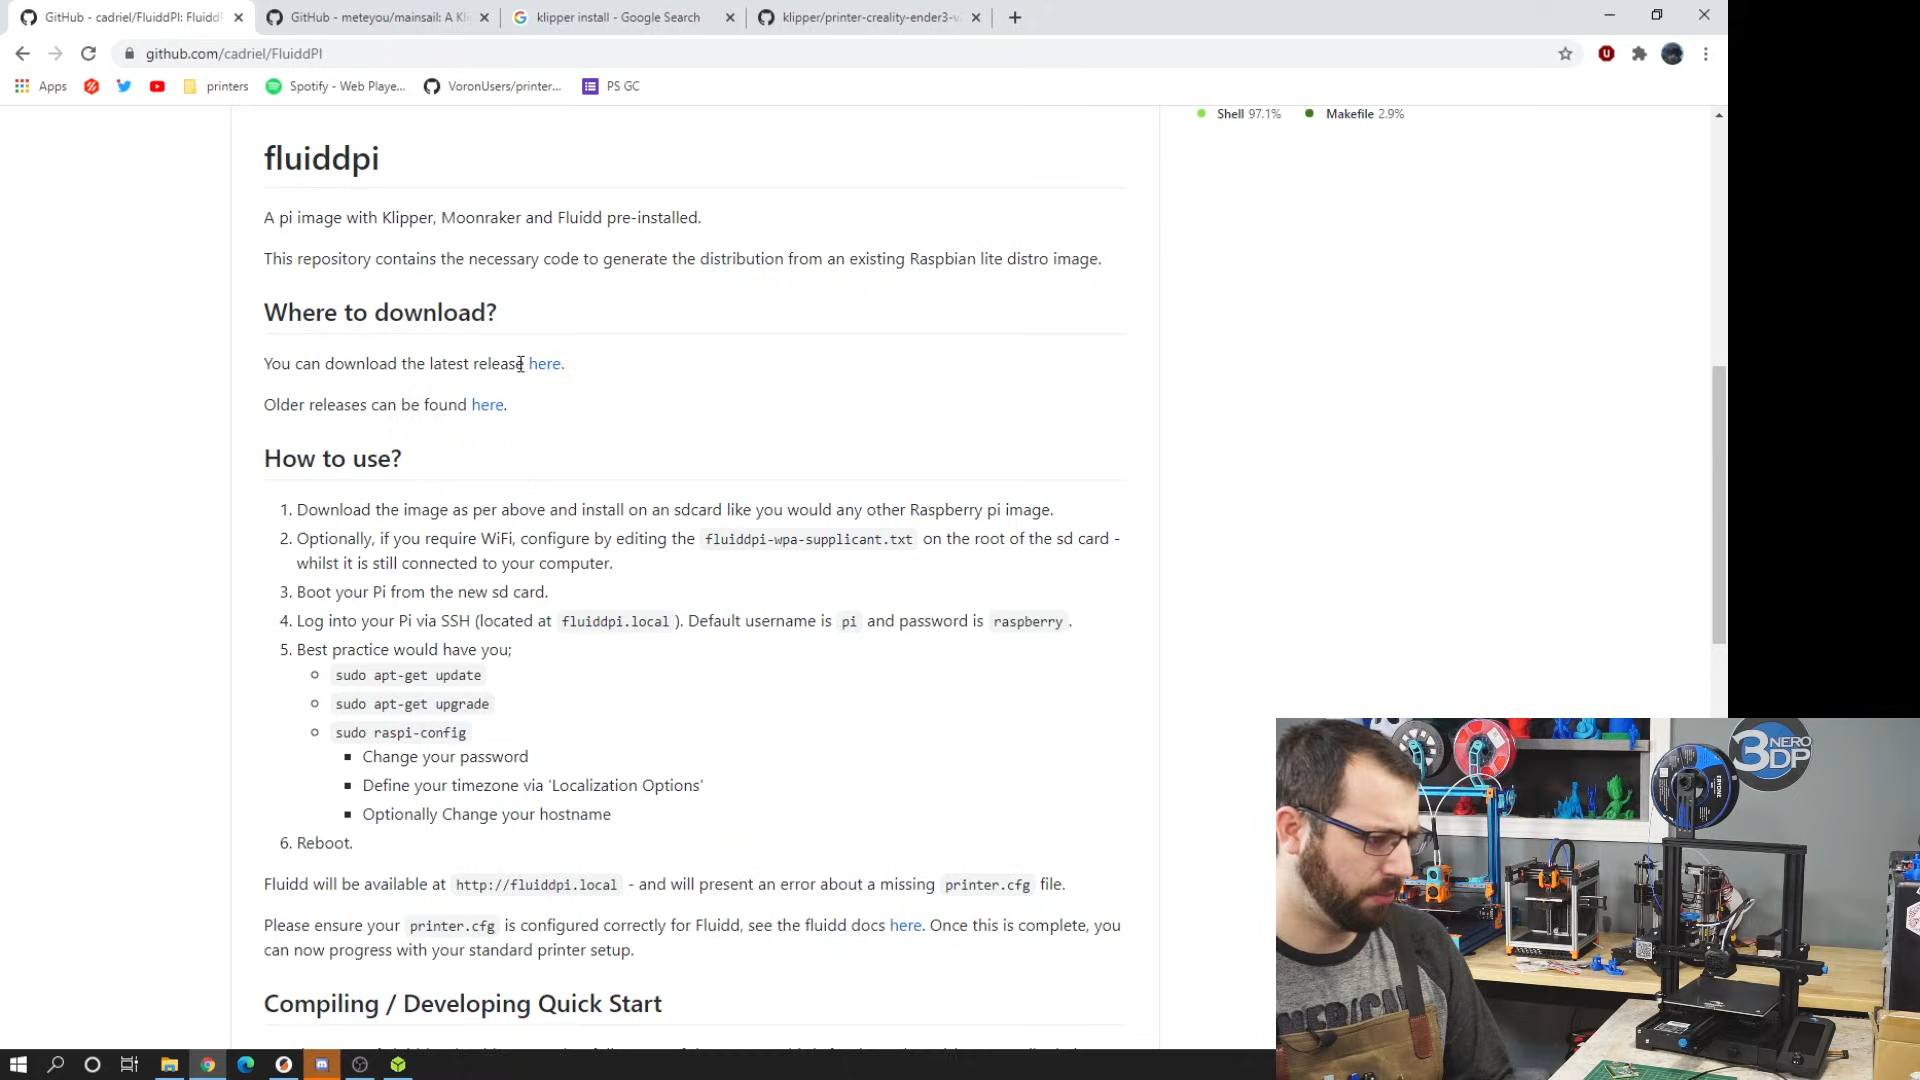 GitHub - cadriel/FluiddPI: Fluidd
GitHub - meteyou/mainsail: A Kli
klipper install - Google Search
klipper/printer-creality-ender3-v
github.com/cadriel/FluiddPI
Apps
printers
Spotify - Web Playe...
VoronUsers/printer...
PS GC
Shell 97.1%
Makefile 2.9%
fluiddpi
A pi image with Klipper, Moonraker and Fluidd pre-installed.
This repository contains the necessary code to generate the distribution from an existing Raspbian lite distro image.
Where to download?
You can download the latest release here.
Older releases can be found here.
How to use?
1. Download the image as per above and install on an sdcard like you would any other Raspberry pi image.
2. Optionally, if you require WiFi, configure by editing the fluiddpi-wpa-supplicant.txt on the root of the sd card -
whilst it is still connected to your computer.
3. Boot your Pi from the new sd card.
4. Log into your Pi via SSH (located at fluiddpi.local ). Default username is pi and password is raspberry .
5. Best practice would have you;
sudo apt-get update
sudo apt-get upgrade
sudo raspi-config
Change your password
Define your timezone via 'Localization Options'
Optionally Change your hostname
6. Reboot.
Fluidd will be available at http://fluiddpi.local - and will present an error about a missing printer.cfg file.
Please ensure your printer.cfg is configured correctly for Fluidd, see the fluidd docs here. Once this is complete, you
can now progress with your standard printer setup.
Compiling / Developing Quick Start
NERO
3DP
ERYONE